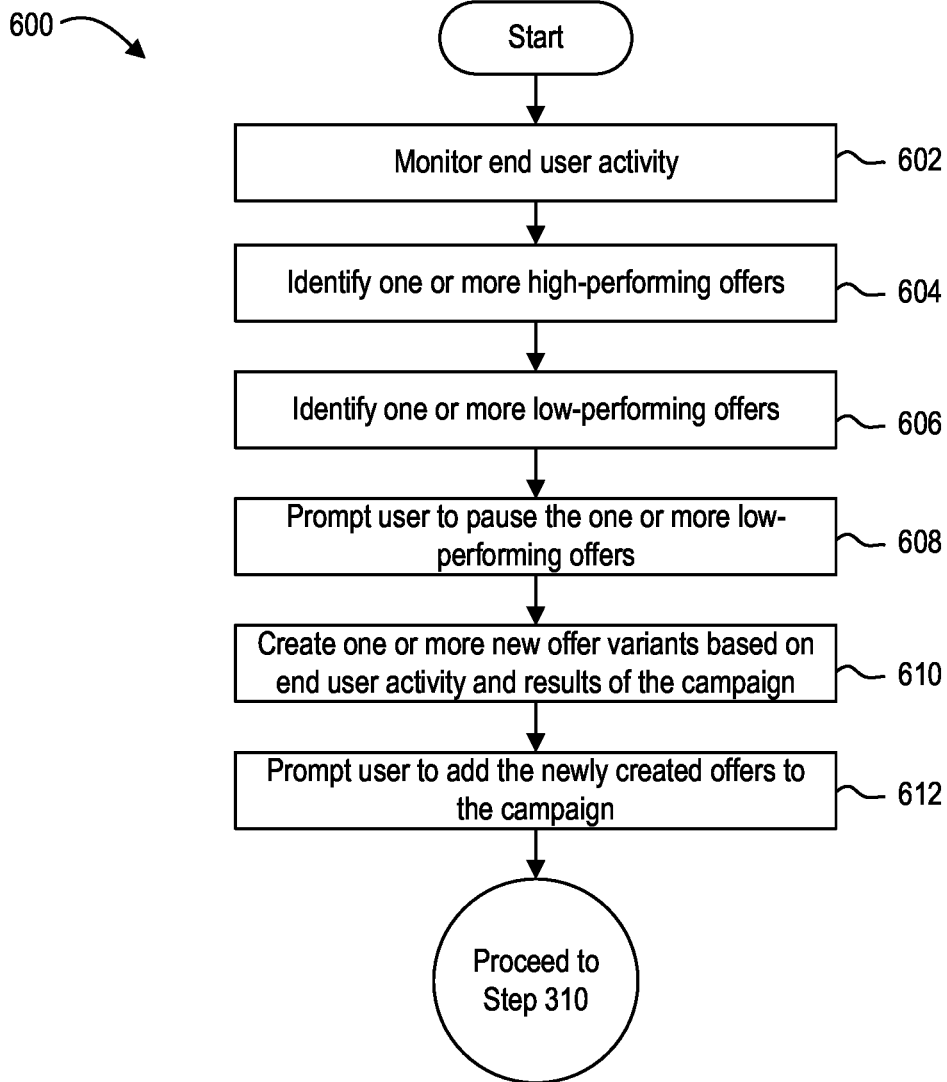 600
Start
Monitor end user activity
602
Identify one or more high-performing offers
604
Identify one or more low-performing offers
606
Prompt user to pause the one or more low-
performing offers
608
Create one or more new offer variants based on
end user activity and results of the campaign
610
Prompt user to add the newly created offers to
the campaign
612
Proceed to
Step 310